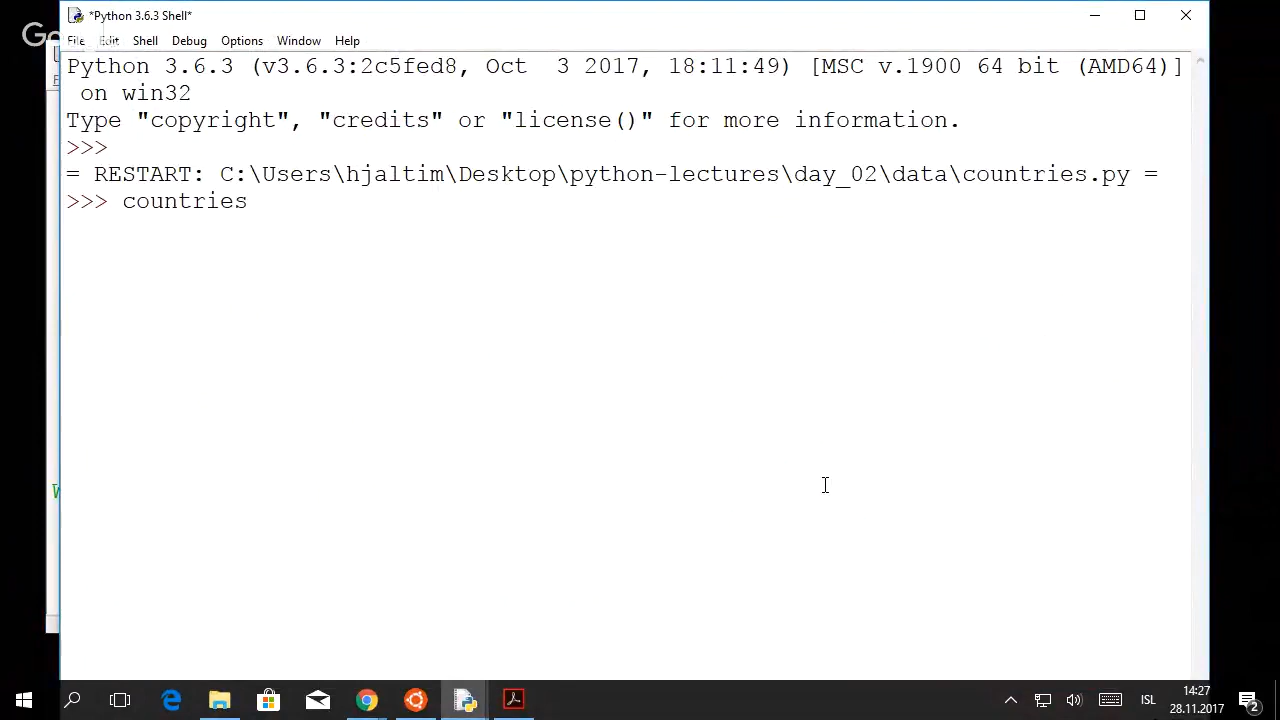 *Python 3.6.3 Shell*
File Edit Shell Debug Options Window Help
Python 3.6.3 (v3.6.3:2c5fed8, Oct  3 2017, 18:11:49) [MSC v.1900 64 bit (AMD64)]
 on win32
Type "copyright", "credits" or "license()" for more information.
>>>
= RESTART: C:\Users\hjaltim\Desktop\python-lectures\day_02\data\countries.py =
>>> countries
ISL
14:27
28.11.2017
2